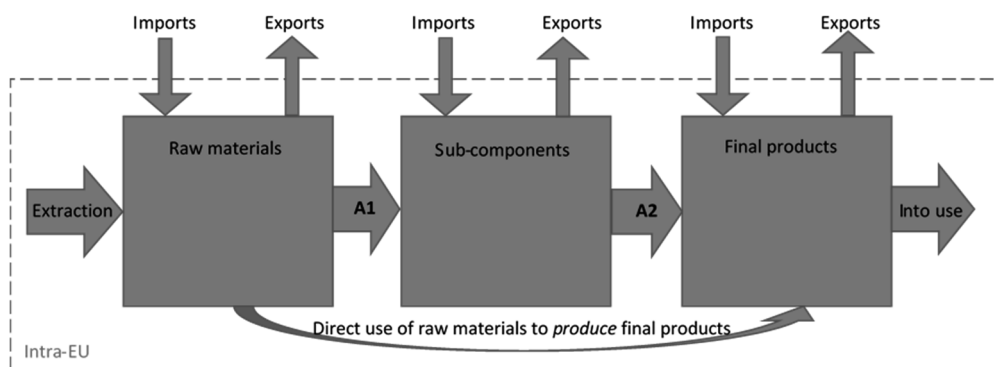 Imports Exports Imports Exports Imports Exports
Raw materials Sub-components Final products
Extraction A1 A2 Into use
Direct use of raw materials to produce final products
Intra-EU